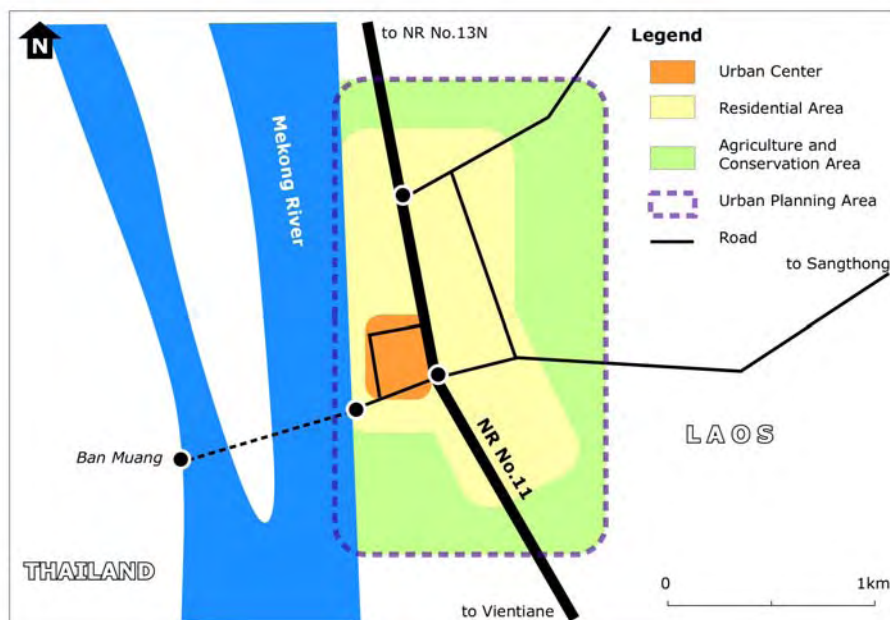 N
to NR No.13N
Mekong River
Legend
Urban Center
Residential Area
Agriculture and
Conservation Area
Urban Planning Area
Road
to Sangthong
Ban Muang
NR No.11
LAOS
THAILAND
to Vientiane
0
1km